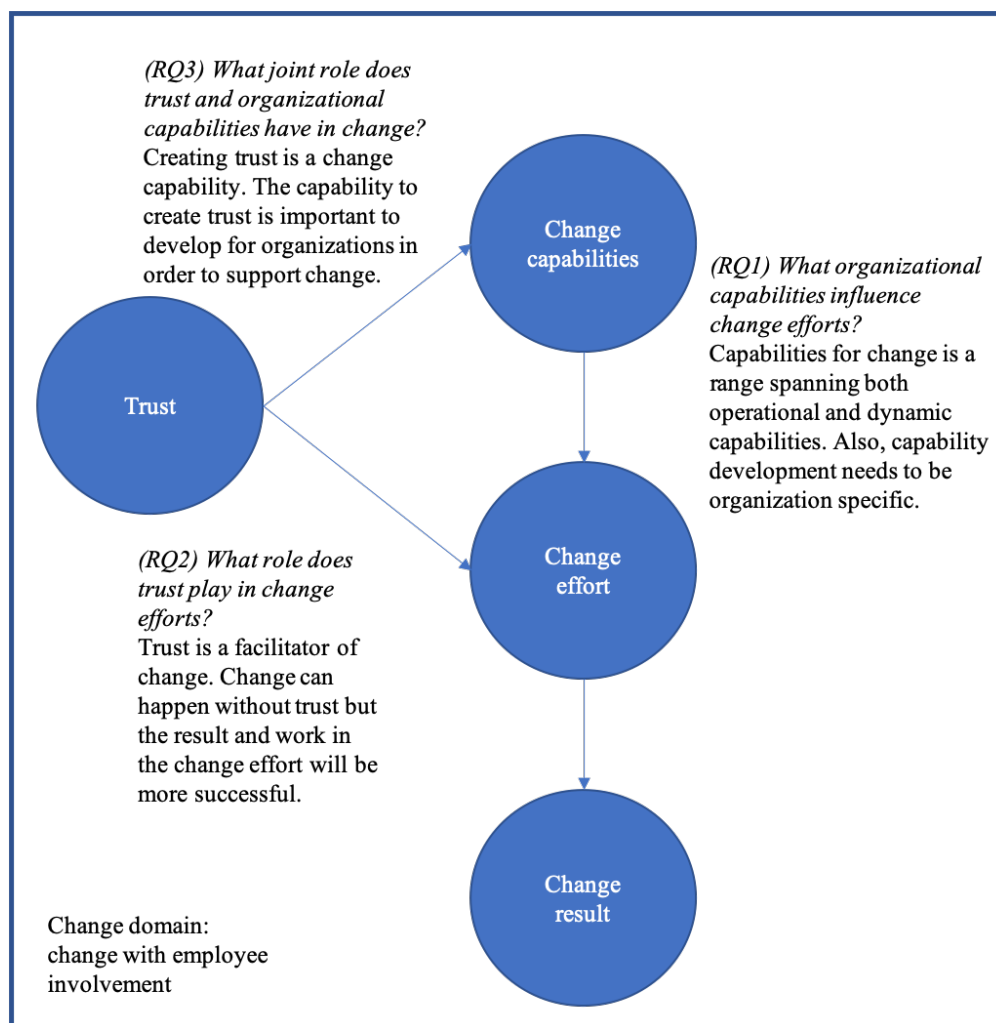 (RQ3) What joint role does
trust and organizational
capabilities have in change?
Creating trust is a change
capability. The capability to
create trust is important to
develop for organizations in
order to support change.
Change
capabilities
(RQ1) What organizational
capabilities influence
change efforts?
Capabilities for change is a
range spanning both
operational and dynamic
capabilities. Also, capability
development needs to be
organization specific.
Trust
(RQ2) What role does
trust play in change
efforts?
Trust is a facilitator of
change. Change can
happen without trust but
the result and work in
the change effort will be
more successful.
Change
effort
Change
result
Change domain:
change with employee
involvement